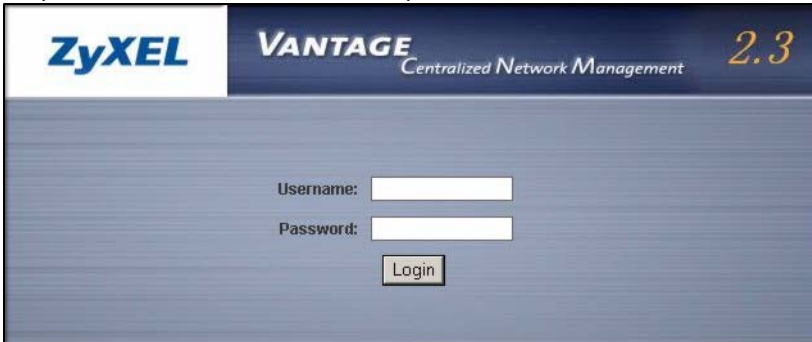 ZyXEL
VANTAGE
Centralized Network Management
2.3
Username:
Password:
Login